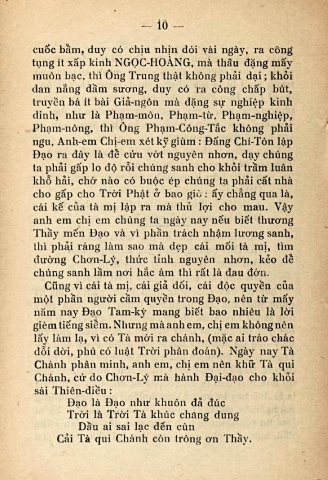 — 10 —
cuốc bẳm, duy có chịu nhịn đói vài ngày, ra công
tụng ít xấp kinh NGỌC-HOÀNG, mà thâu đặng mấy
muôn bạc, thì Ông Trung thật không phải dại ; khỏi
dan nắng dầm sương, duy có ra công chấp bút,
truyền bá ít bài Giả-ngôn mà đặng sự nghiệp kinh
dinh, như là Phạm-môn, Phạm-từ, Phạm-nghiệp,
Phạm-nông, thì Ông Phạm-Công-Tắc không phải
ngu, Anh-em Chị-em xét kỹ giùm : Đấng Chí-Tôn lập
Đạo ra đây là để cứu vớt nguyên nhơn, dạy chúng
ta phải gấp lo độ rỗi chúng sanh cho khỏi trầm luân
khổ hải, chớ nào có buộc ép chúng ta phải cất nhà
cho gấp cho Trời Phật ở bao giờ : ấy chẳng qua là,
cái kế của tà mị lập ra mà thủ lợi cho mau. Vậy
anh em chị em chúng ta ngày nay nếu biết thương
Thầy mến Đạo và vì phần trách nhậm lương sanh,
thì phải ráng làm sao mà dẹp cái mối tà mị, tìm
đường Chơn-Lý, thức tỉnh nguyên nhơn, kẻo để
chúng sanh lầm nơi hắc ám thì rất là đau đớn.
Cũng vì cái tà mị, cái giả dối, cái độc quyền của
một phần người cầm quyền trong Đạo, nên từ mấy
năm nay Đạo Tam-kỳ mang biết bao nhiêu là lời
gièm tiếng siểm. Nhưng mà anh em, chị em không nên
lấy làm lạ, vì có Tà mới ra chánh, (mặc ai tráo chác
đổi dời, phú có luật Trời phân đoán). Ngày nay Tà
Chánh phân minh, anh em, chị em nên khử Tà qui
Chánh, cứ do Chơn-Lý mà hành Đại-đạo cho khỏi
sái Thiên-điều :
Đạo là Đạo như khuôn đã đúc
Trời là Trời Tà khúc chăng dung
Dầu ai sai lạc đến cùn
Cải Tà qui Chánh còn trông ơn Thầy.